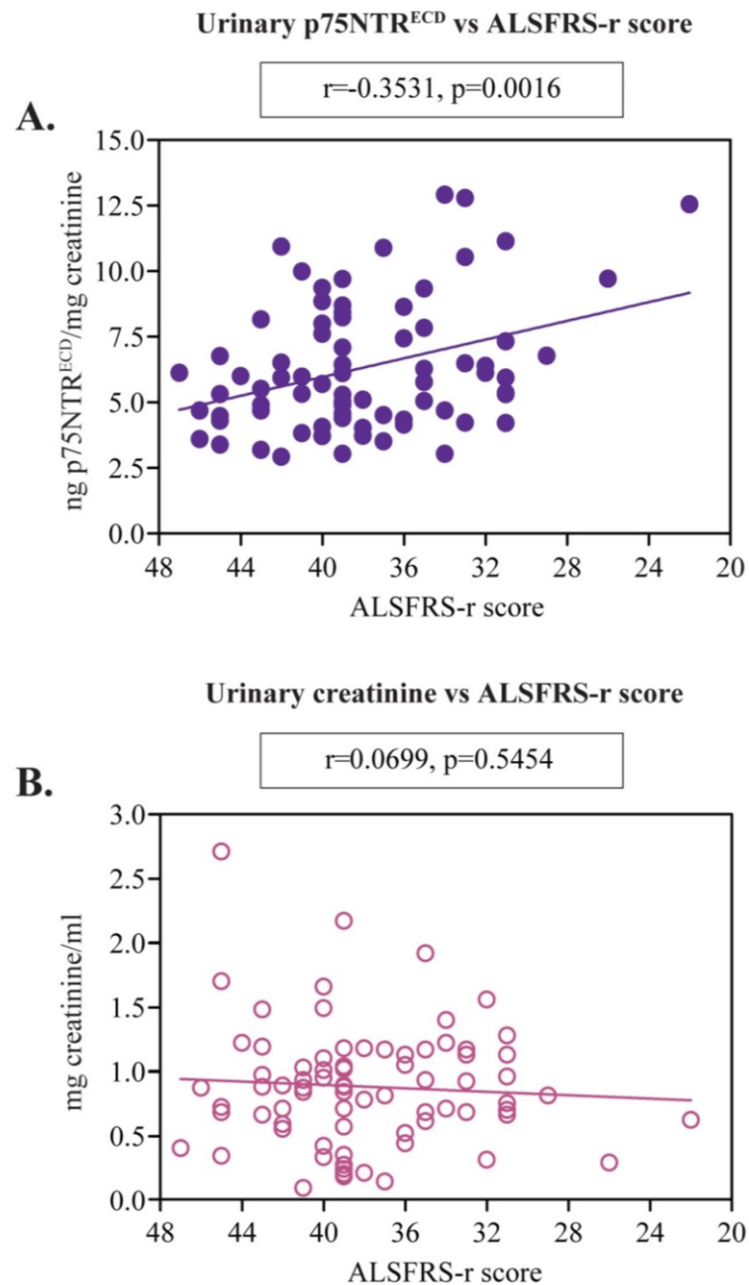 Urinary p75NTR^ECD vs ALSFRS-r score
r=-0.3531, p=0.0016
A.
ng p75NTR^ECD/mg creatinine
15.0
12.5
10.0
7.5
5.0
2.5
0.0
48 44 40 36 32 28 24 20
ALSFRS-r score
Urinary creatinine vs ALSFRS-r score
r=0.0699, p=0.5454
B.
mg creatinine/ml
3.0
2.5
2.0
1.5
1.0
0.5
0.0
48 44 40 36 32 28 24 20
ALSFRS-r score